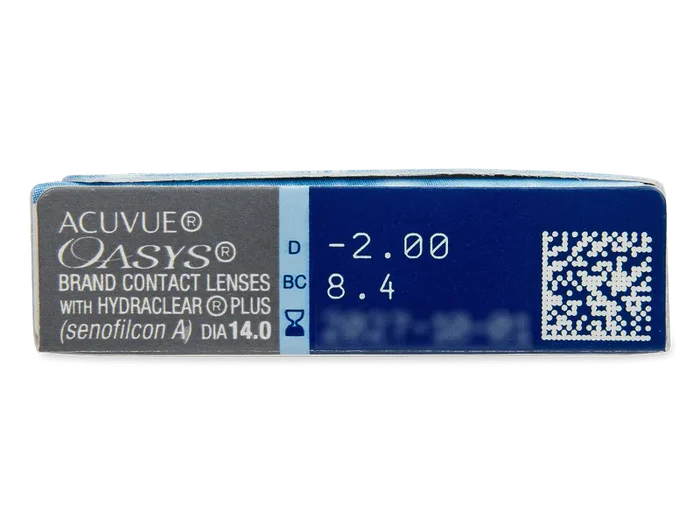 ACUVUE®
OASYS®
BRAND CONTACT LENSES
WITH HYDRACLEAR® PLUS
(senofilcon A) DIA 14.0
D -2.00
BC 8.4